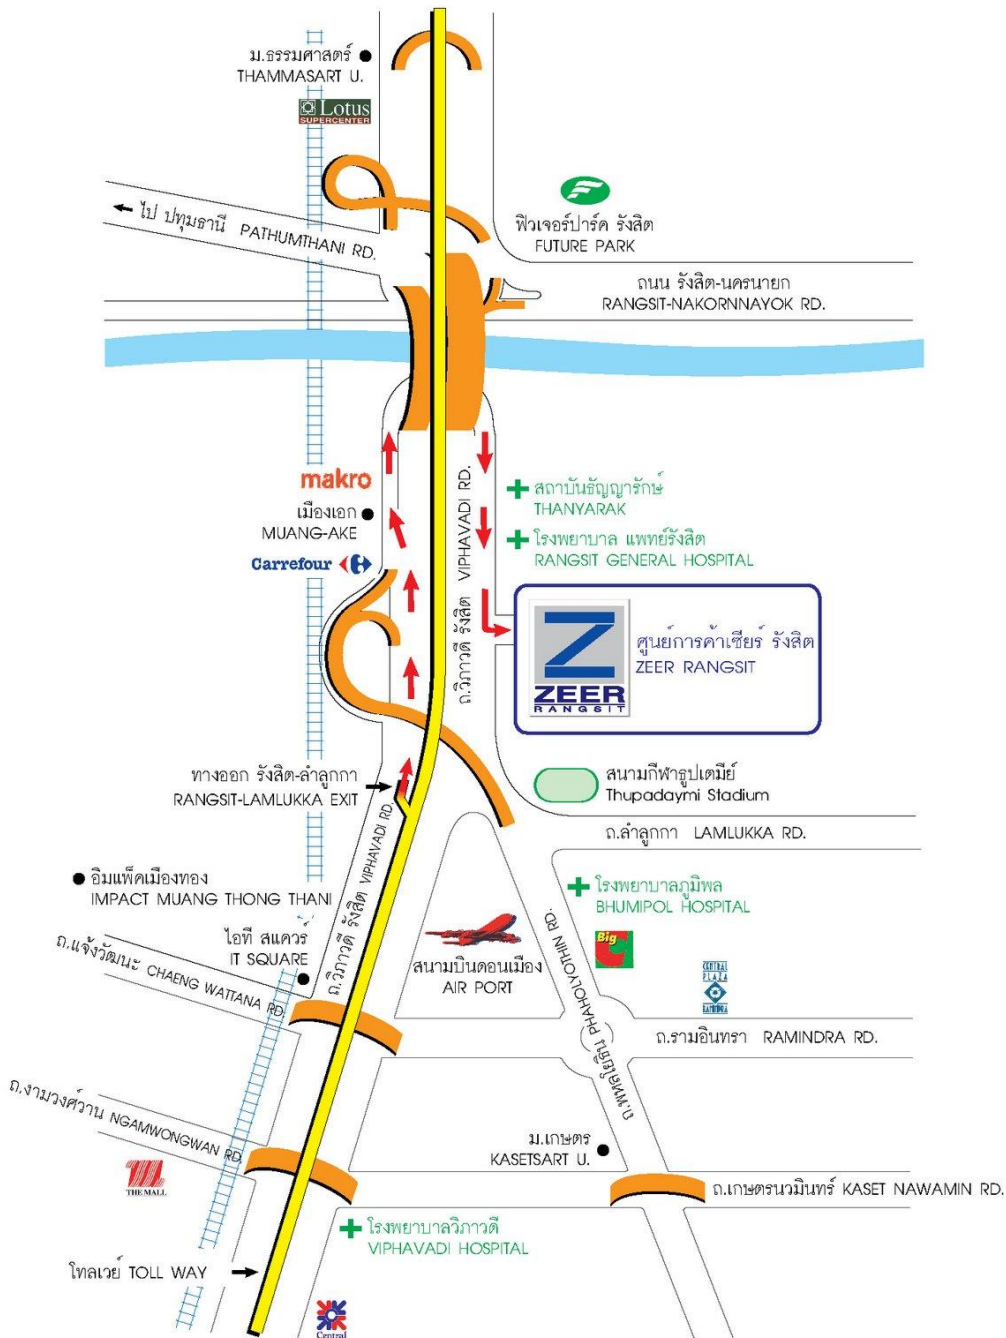 ม.ธรรมศาสตร์
THAMMASART U.
Lotus
SUPERCENTER
ไป ปทุมธานี PATHUMTHANI RD.
ฟิวเจอร์ปาร์ค รังสิต
FUTURE PARK
ถนน รังสิต-นครนายก
RANGSIT-NAKORNNAYOK RD.
makro
เมืองเอก
MUANG-AKE
Carrefour
ถ.วิภาวดี รังสิต VIPHAVADI RD.
สถาบันธัญญารักษ์
THANYARAK
โรงพยาบาล แพทย์รังสิต
RANGSIT GENERAL HOSPITAL
Z
ZEER
RANGSIT
ศูนย์การค้าเซียร์ รังสิต
ZEER RANGSIT
ทางออก รังสิต-ลำลูกกา
RANGSIT-LAMLUKKA EXIT
สนามกีฬาธูปเตมีย์
Thupadaymi Stadium
ถ.ลำลูกกา LAMLUKKA RD.
ถ.วิภาวดี รังสิต VIPHAVADI RD.
อิมแพ็คเมืองทอง
IMPACT MUANG THONG THANI
โรงพยาบาลภูมิพล
BHUMIPOL HOSPITAL
ไอที สแควร์
IT SQUARE
สนามบินดอนเมือง
AIR PORT
Big
C
CENTRAL
PLAZA
RAMINDRA
ถ.แจ้งวัฒนะ CHAENG WATTANA RD.
ถ.พหลโยธิน PHAHOLYOTHIN RD.
ถ.รามอินทรา RAMINDRA RD.
ถ.งามวงศ์วาน NGAMWONGWAN RD.
ม.เกษตร
KASETSART U.
THE MALL
ถ.เกษตรนวมินทร์ KASET NAWAMIN RD.
โรงพยาบาลวิภาวดี
VIPHAVADI HOSPITAL
โทลเวย์ TOLL WAY
Central